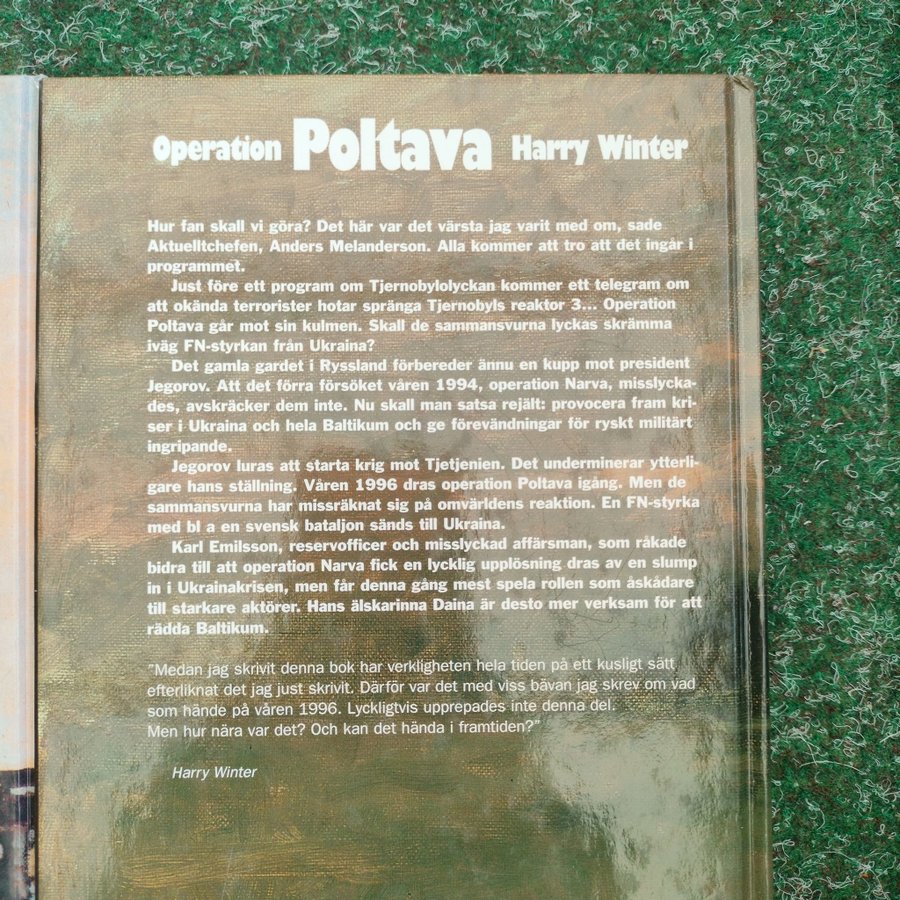 Operation Poltava Harry Winter
Hur fan skall vi göra? Det här var det värsta jag varit med om, sade
Aktuelltchefen, Anders Melanderson. Alla kommer att tro att det ingår i
programmet.
Just före ett program om Tjernobylolyckan kommer ett telegram om
att okända terrorister hotar spränga Tjernobyls reaktor 3... Operation
Poltava går mot sin kulmen. Skall de sammansvurna lyckas skrämma
iväg FN-styrkan från Ukraina?
Det gamla gardet i Ryssland förbereder ännu en kupp mot president
Jegorov. Att det förra försöket våren 1994, operation Narva, misslycka-
des, avskräcker dem inte. Nu skall man satsa rejält: provocera fram kri-
ser i Ukraina och hela Baltikum och ge förevändningar för ryskt militärt
ingripande.
Jegorov luras att starta krig mot Tjetjenien. Det underminerar ytterli-
gare hans ställning. Våren 1996 dras operation Poltava igång. Men de
sammansvurna har missräknat sig på omvärldens reaktion. En FN-styrka
med bl a en svensk bataljon sänds till Ukraina.
Karl Emilsson, reservofficer och misslyckad affärsman, som råkade
bidra till att operation Narva fick en lycklig upplösning dras av en slump
in i Ukrainakrisen, men får denna gång mest spela rollen som åskådare
till starkare aktörer. Hans älskarinna Daina är desto mer verksam för att
rädda Baltikum.
"Medan jag skrivit denna bok har verkligheten hela tiden på ett kusligt sätt
efterliknat det jag just skrivit. Därför var det med viss bävan jag skrev om vad
som hände på våren 1996. Lyckligtvis upprepades inte denna del.
Men hur nära var det? Och kan det hända i framtiden?"
Harry Winter